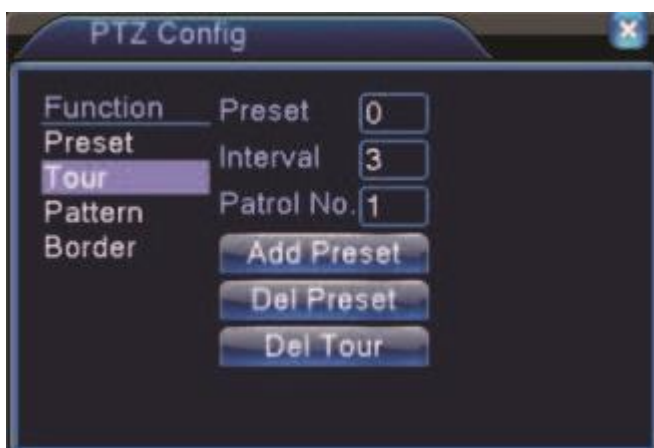 PTZ Config
Function
Preset
Tour
Pattern
Border
Preset 0
Interval 3
Patrol No. 1
Add Preset
Del Preset
Del Tour